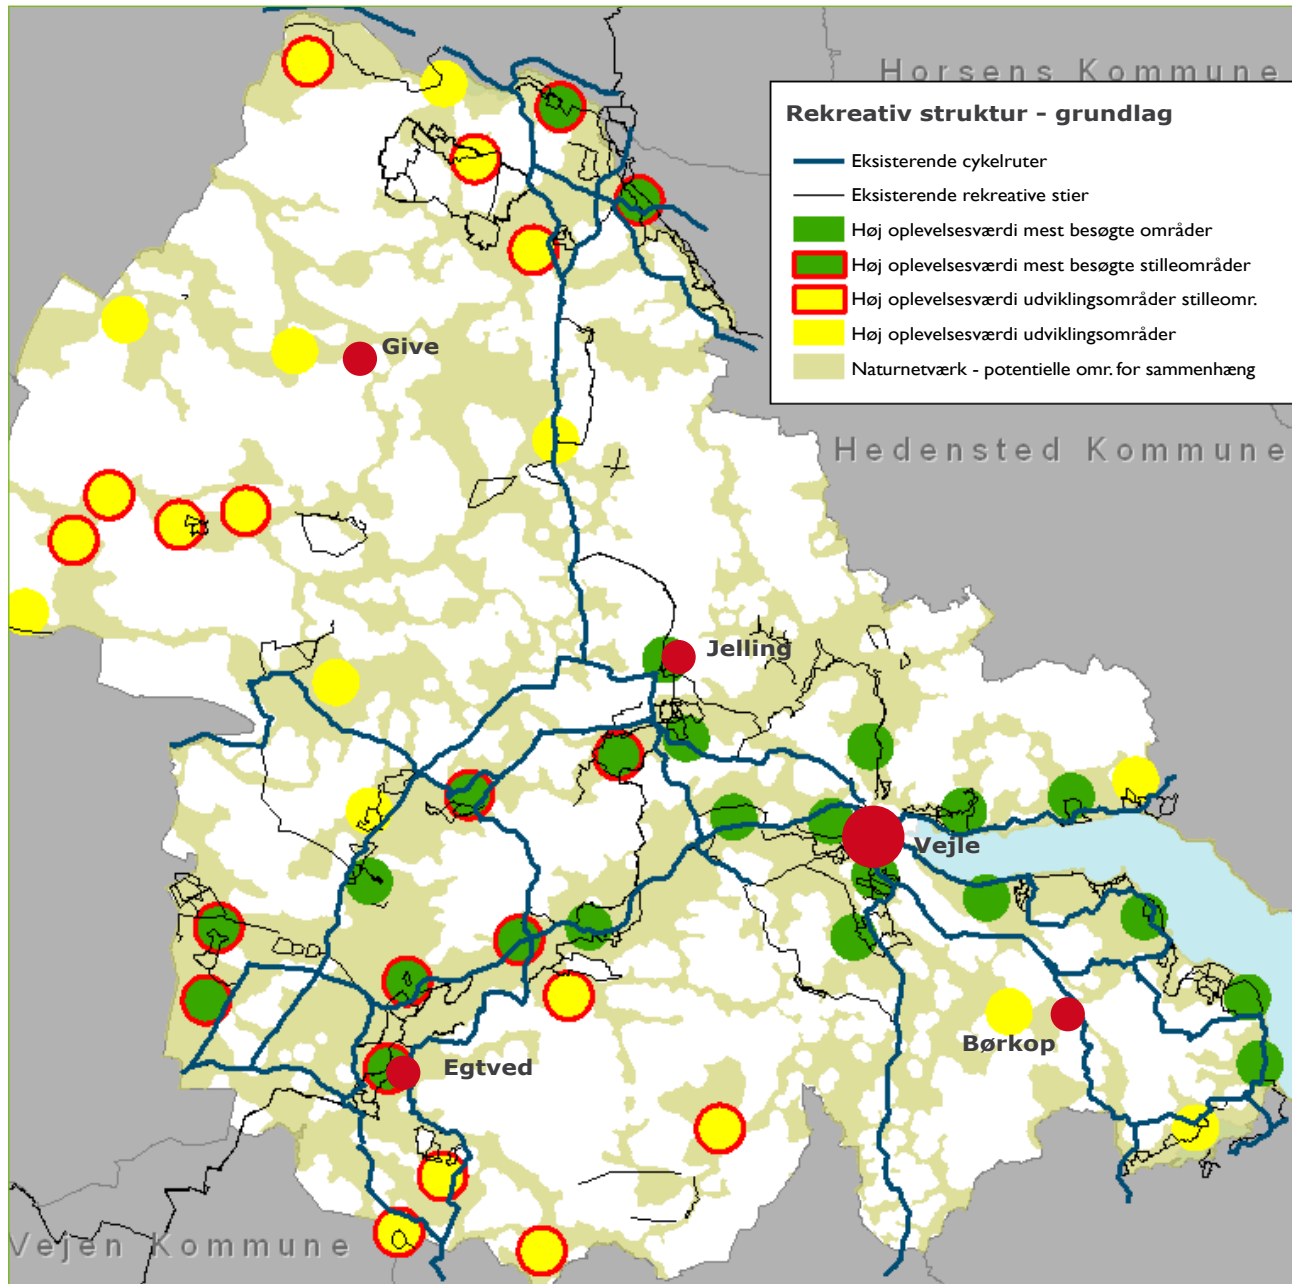 Horsens Kommune
Rekreativ struktur - grundlag
Eksisterende cykelruter
Eksisterende rekreative stier
Høj oplevelsesværdi mest besøgte områder
Høj oplevelsesværdi mest besøgte stilleområder
Høj oplevelsesværdi udviklingsområder stilleomr.
Høj oplevelsesværdi udviklingsområder
Naturnetværk - potentielle omr. for sammenhæng
Give
Hedensted Kommune
Jelling
Vejle
Børkop
Egtved
Vejen Kommune